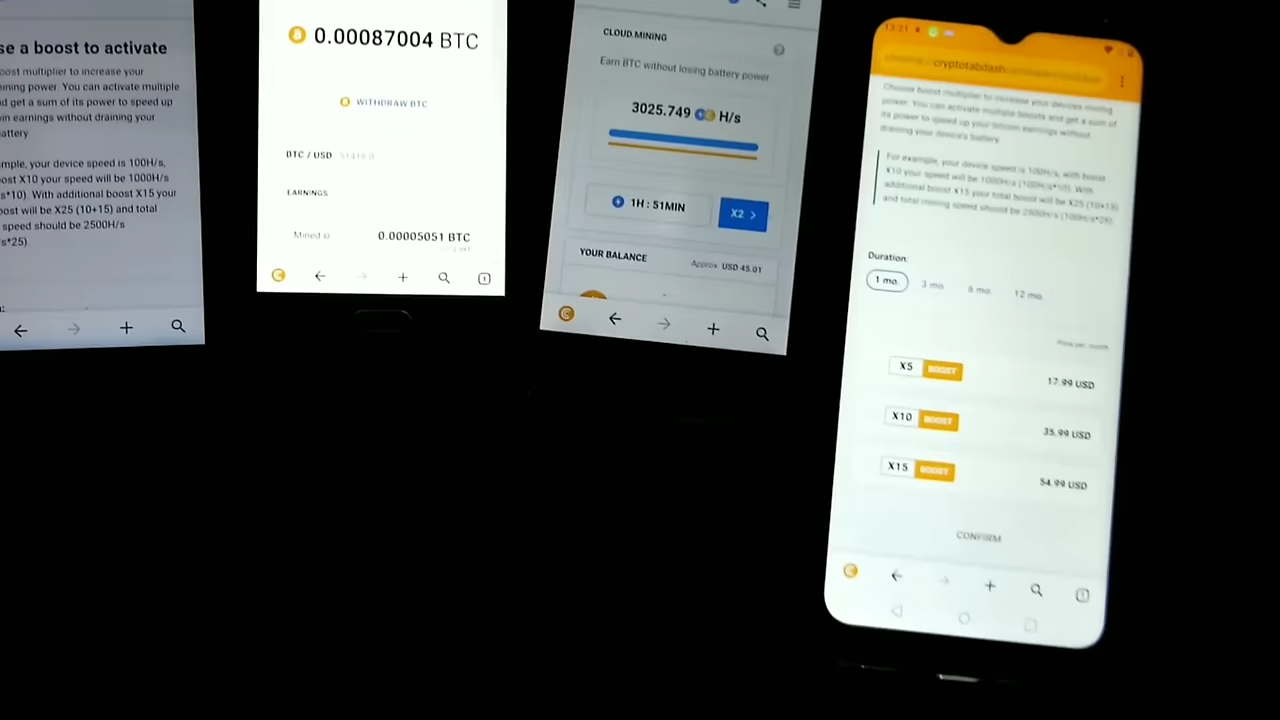 se a boost to activate
oost multiplier to increase your
ining power. You can activate multiple
d get a sum of its power to speed up
in earnings without draining your
attery
mple, your device speed is 100H/s,
ost X10 your speed will be 1000H/s
s*10). With additional boost X15 your
ost will be X25 (10+15) and total
speed should be 2500H/s
s*25).
0.00087004 BTC
WITHDRAW BTC
BTC / USD
EARNINGS
Mined
0.00005051 BTC
CLOUD.MINING
Earn BTC without losing battery power
3025.749 H/s
1H : 51MIN
X2 >
YOUR BALANCE
Approx. USD 45.01
13:21
cryptotabdash
Choose boost multiplier to increase your devices mining
power. You can activate multiple boosts and get a sum of
its power to speed up your bitcoin earnings without
draining your device's battery.
For example, your device speed is 100H/s, with boost
X10 your speed will be 1000H/s (100H/s*10). With
additional boost X15 your total boost will be X25 (10+15)
and total mining speed should be 2500H/s (100H/s*25).
Duration:
1 mo. 3 mo. 6 mo. 12 mo.
Price per month
X5 BOOST 17.99 USD
X10 BOOST 35.99 USD
X15 BOOST 54.99 USD
CONFIRM